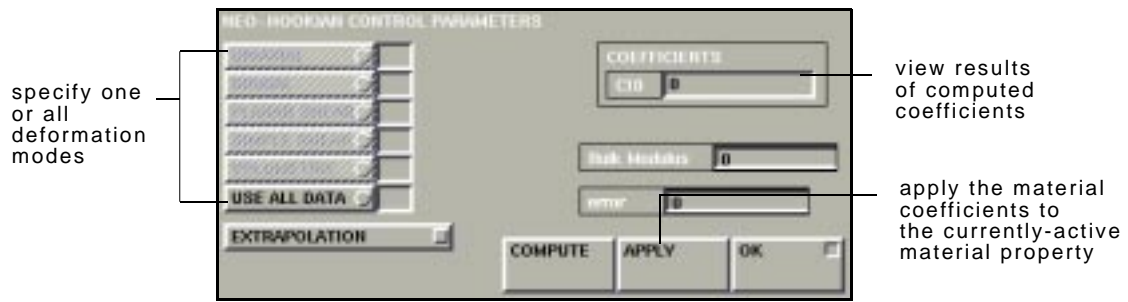 NEO-HOOKIAN CONTROL PARAMETERS
specify one
or all
deformation
modes
USE ALL DATA
EXTRAPOLATION
COEFFICIENTS
C10 0
Bulk Modulus 0
error 0
COMPUTE APPLY OK
view results
of computed
coefficients
apply the material
coefficients to
the currently-active
material property